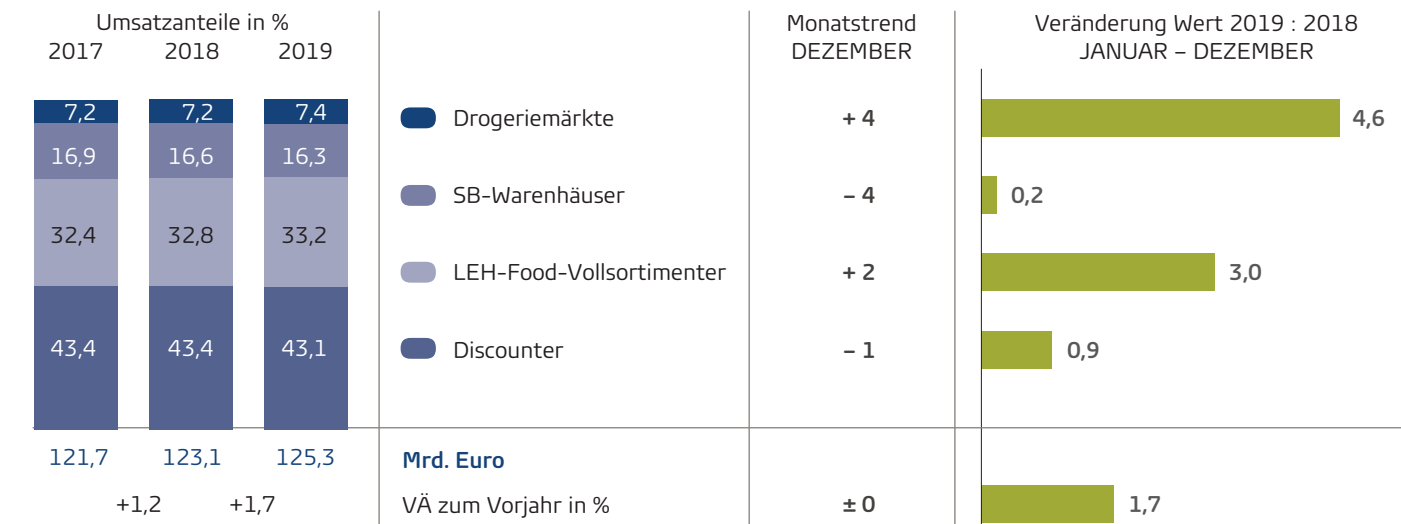 Umsatzanteile in %
2017 2018 2019
Monatstrend
DEZEMBER
Veränderung Wert 2019 : 2018
JANUAR – DEZEMBER
7,2 7,2 7,4 Drogeriemärkte + 4 4,6
16,9 16,6 16,3 SB-Warenhäuser – 4 0,2
32,4 32,8 33,2 LEH-Food-Vollsortimenter + 2 3,0
43,4 43,4 43,1 Discounter – 1 0,9
121,7 123,1 125,3 Mrd. Euro
+1,2 +1,7 VÄ zum Vorjahr in % ± 0 1,7